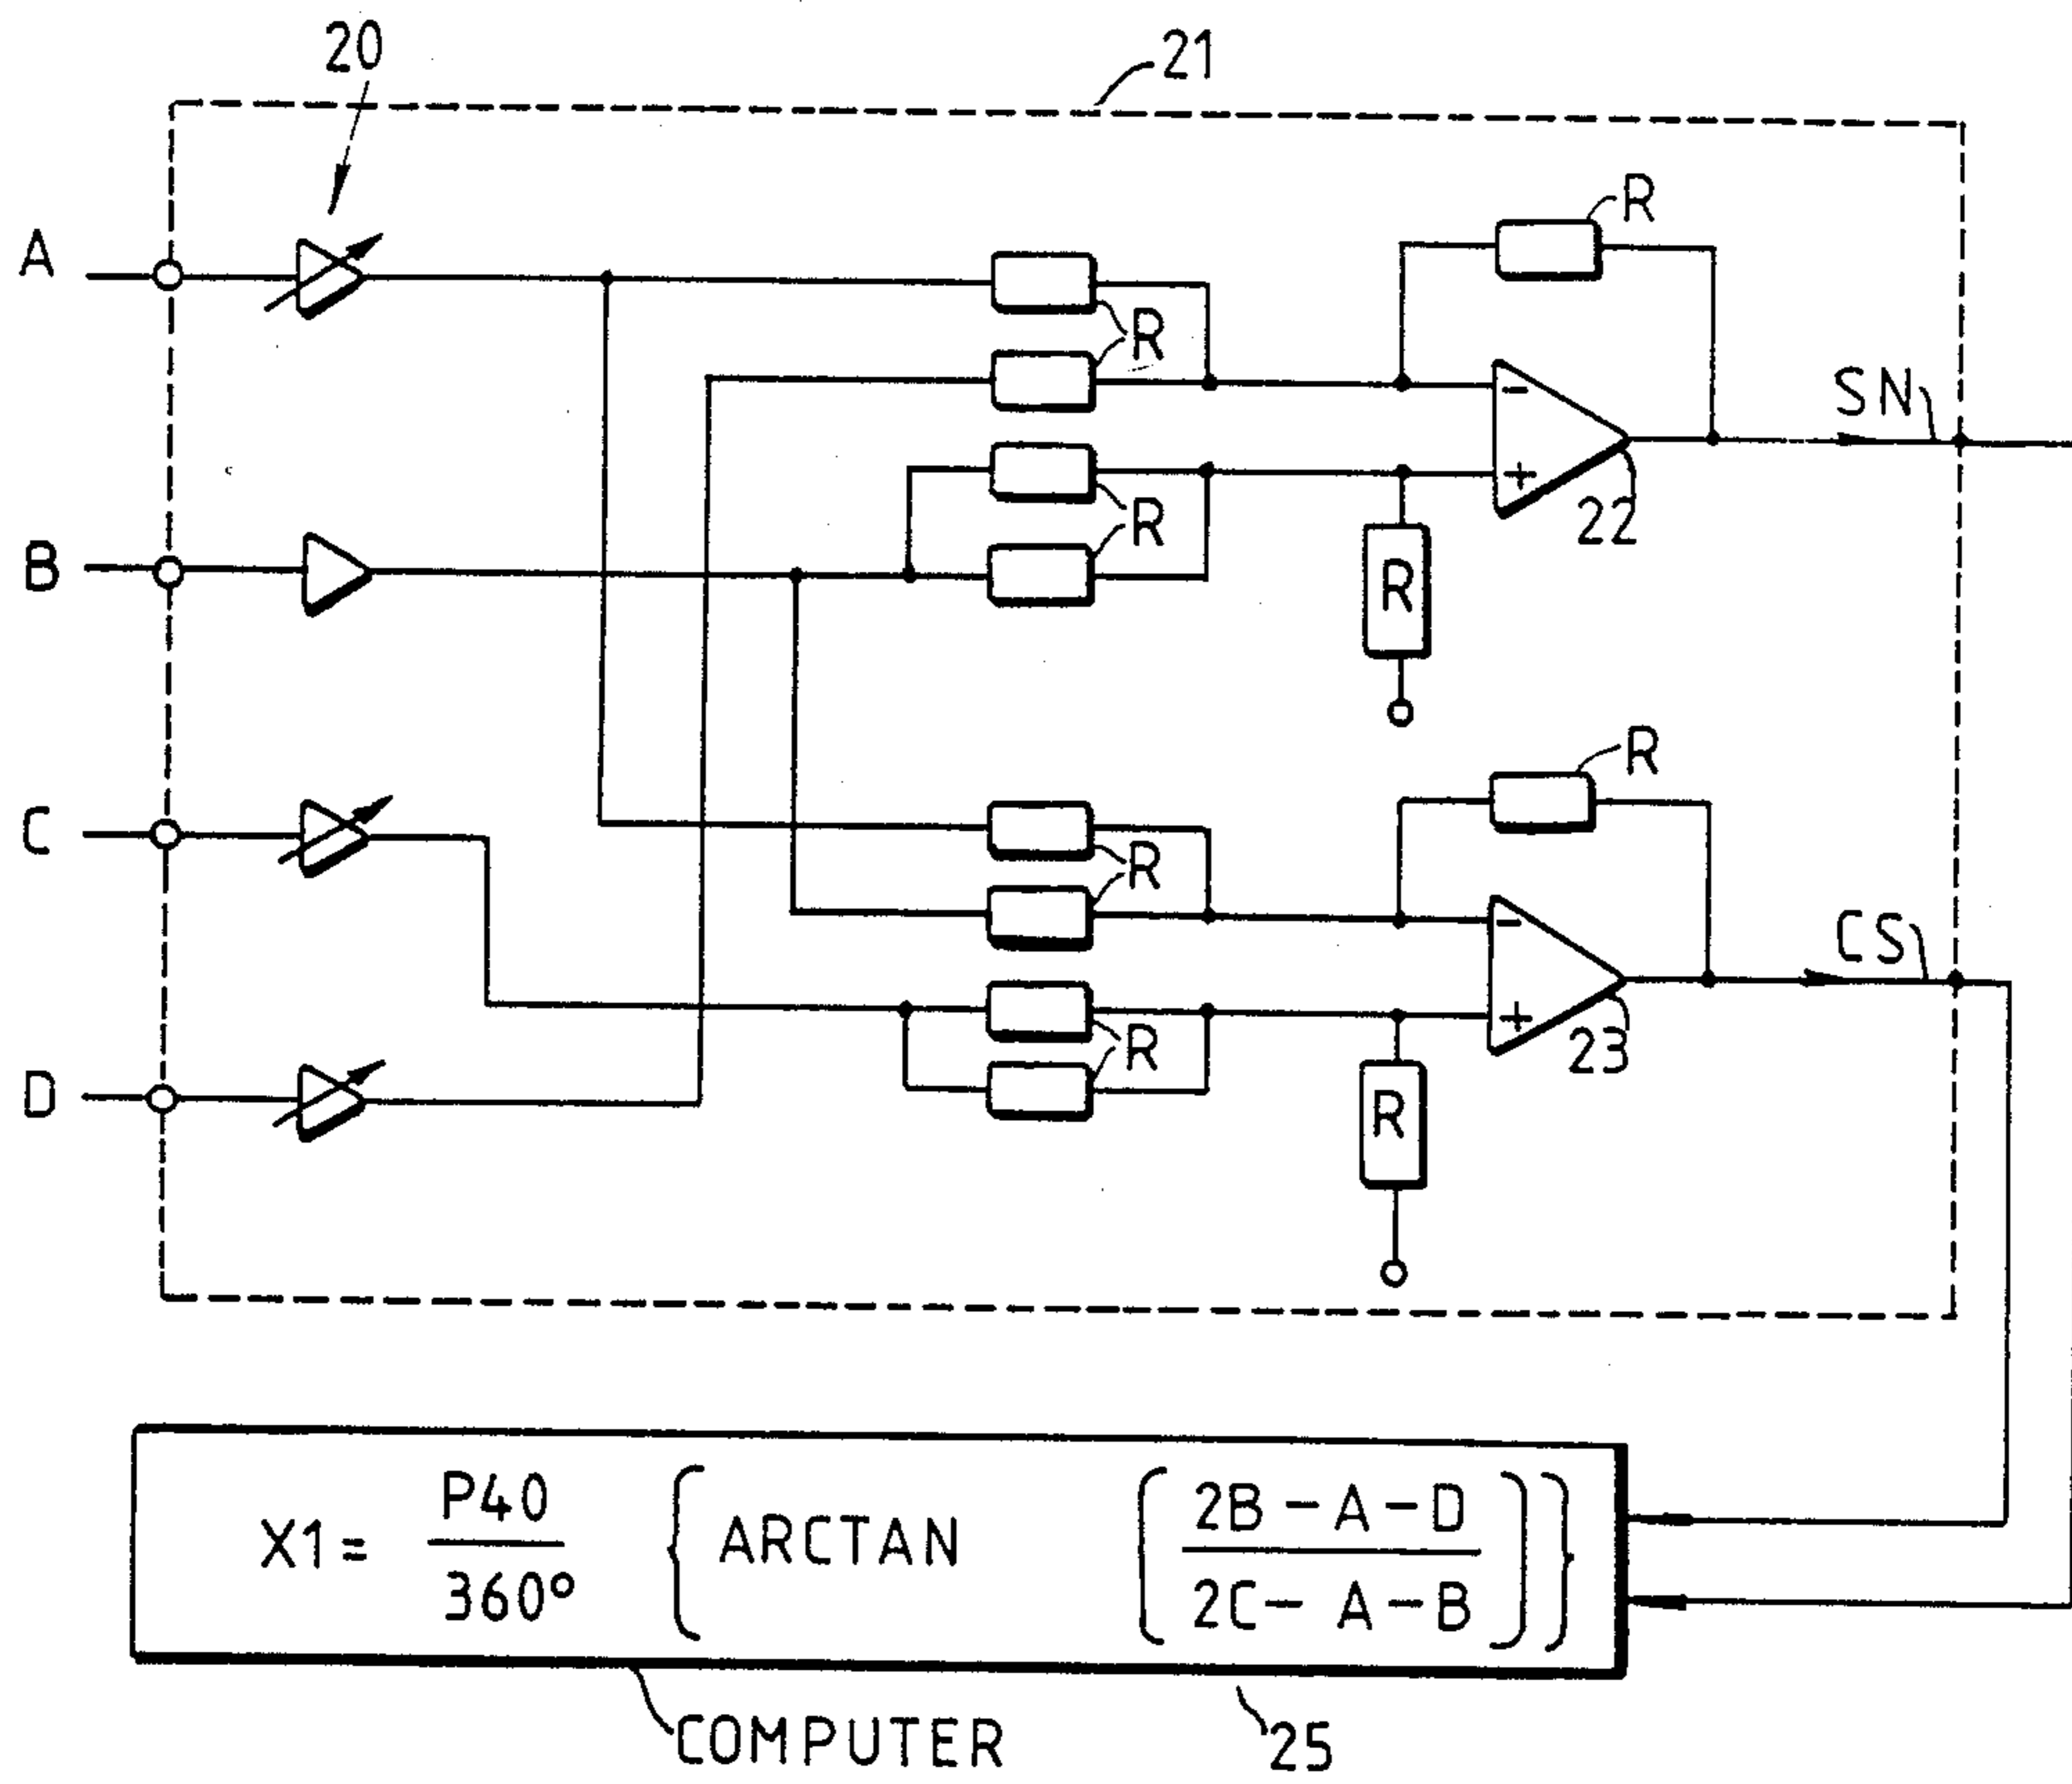 20
21
A
R
R
SN
-
+
22
B
R
R
R
C
R
-
CS
+
23
R
D
R
X1 = P40 / 360° { ARCTAN ( 2B - A - D / 2C - A - B ) }
COMPUTER
25